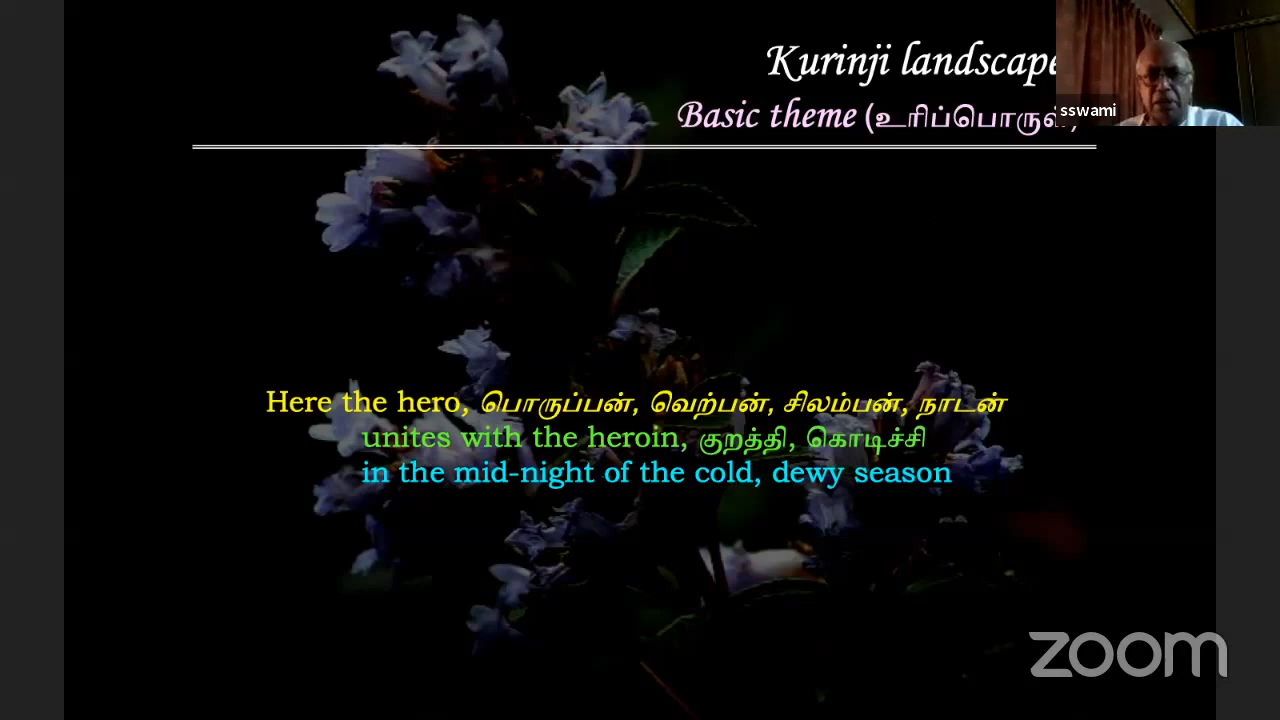 Kurinji landscape
Basic theme (உரிப்பொருள்)
sswami
Here the hero, பொருப்பன், வெற்பன், சிலம்பன், நாடன்
unites with the heroin, குறத்தி, கொடிச்சி
in the mid-night of the cold, dewy season
zoom